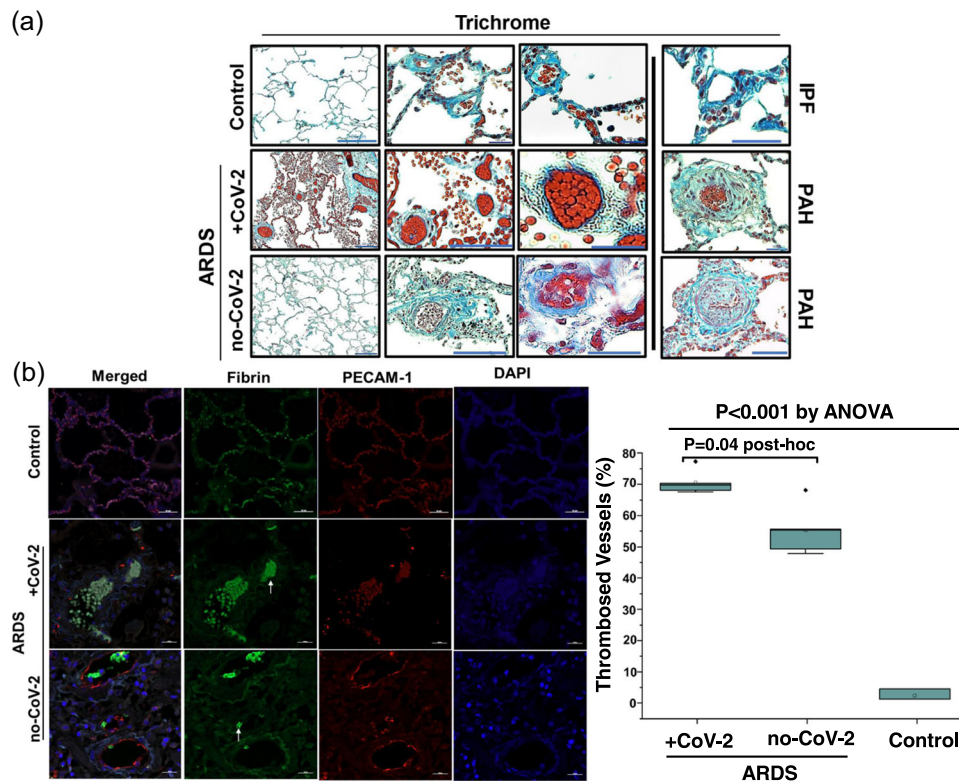 (a)
Trichrome
Control
IPF
ARDS
+CoV-2
PAH
no-CoV-2
PAH
(b)
Merged
Fibrin
PECAM-1
DAPI
Control
ARDS
+CoV-2
no-CoV-2
P<0.001 by ANOVA
P=0.04 post-hoc
Thrombosed Vessels (%)
80
70
60
50
40
30
20
10
5
0
+CoV-2
no-CoV-2
Control
ARDS